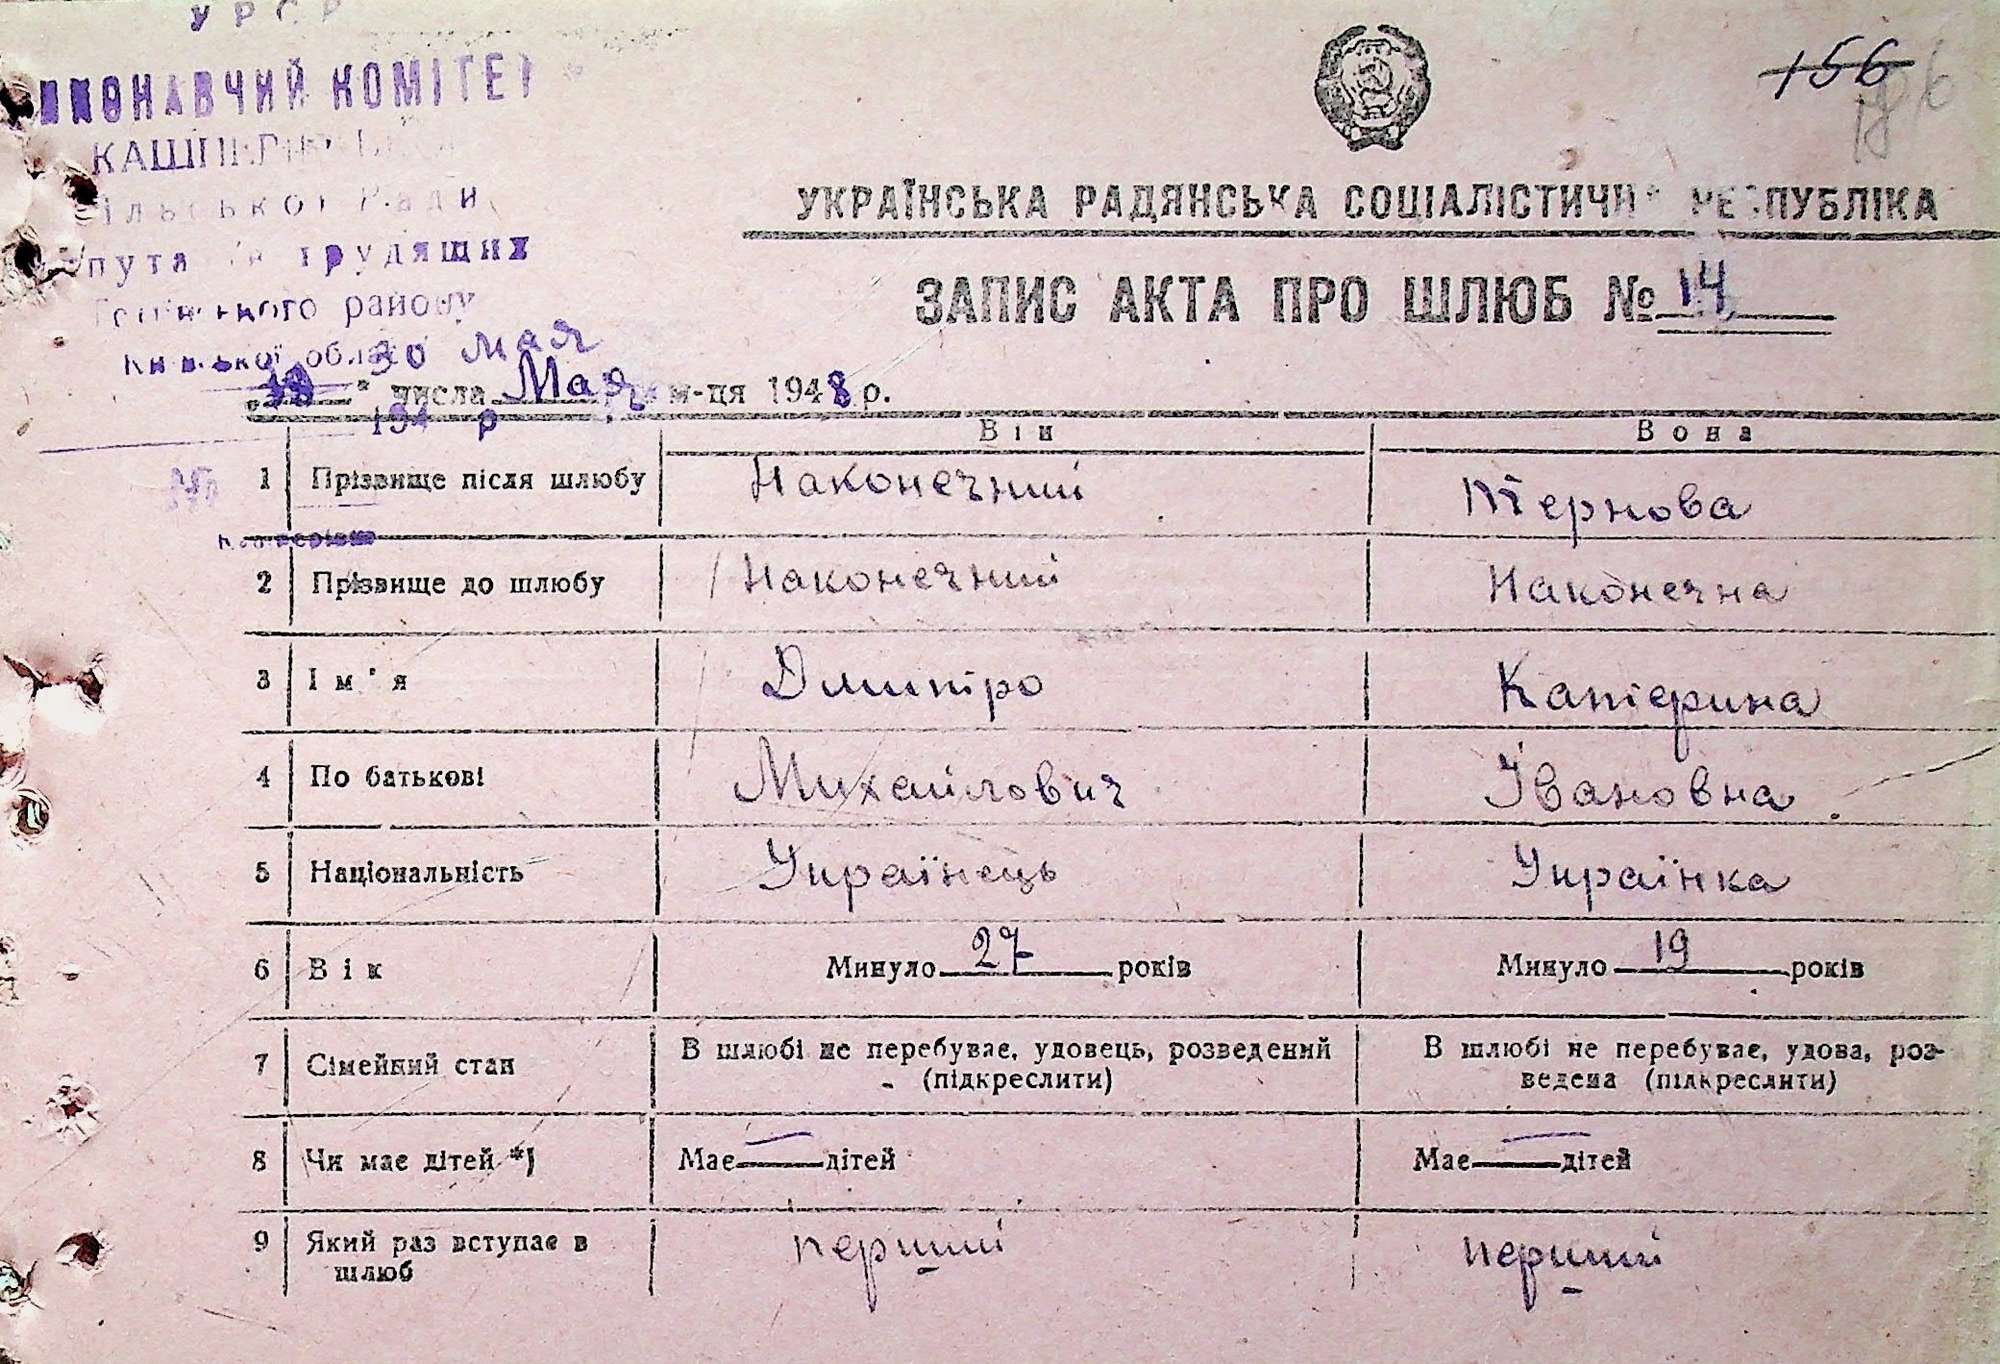 УРСР
ВИКОНАВЧИЙ КОМІТЕТ
Сільської Ради
трудящих
району
Київської області
30 мая
194 р
156
186
УКРАЇНСЬКА РАДЯНСЬКА СОЦІАЛІСТИЧНА РЕСПУБЛІКА
ЗАПИС АКТА ПРО ШЛЮБ № 14
числа Мая м-ця 1948 р.
Він Вона
1 Прізвище після шлюбу Наконечний Тернова
2 Прізвище до шлюбу Наконечний Наконечна
3 Ім'я Дмитро Катерина
4 По батькові Михайлович Івановна
5 Національність Українець Українка
6 Вік Минуло 27 років Минуло 19 років
7 Сімейний стан В шлюбі не перебуває, удовець, розведений (підкреслити) В шлюбі не перебуває, удова, розведена (підкреслити)
8 Чи має дітей *) Має — дітей Має — дітей
9 Який раз вступає в шлюб перший перший